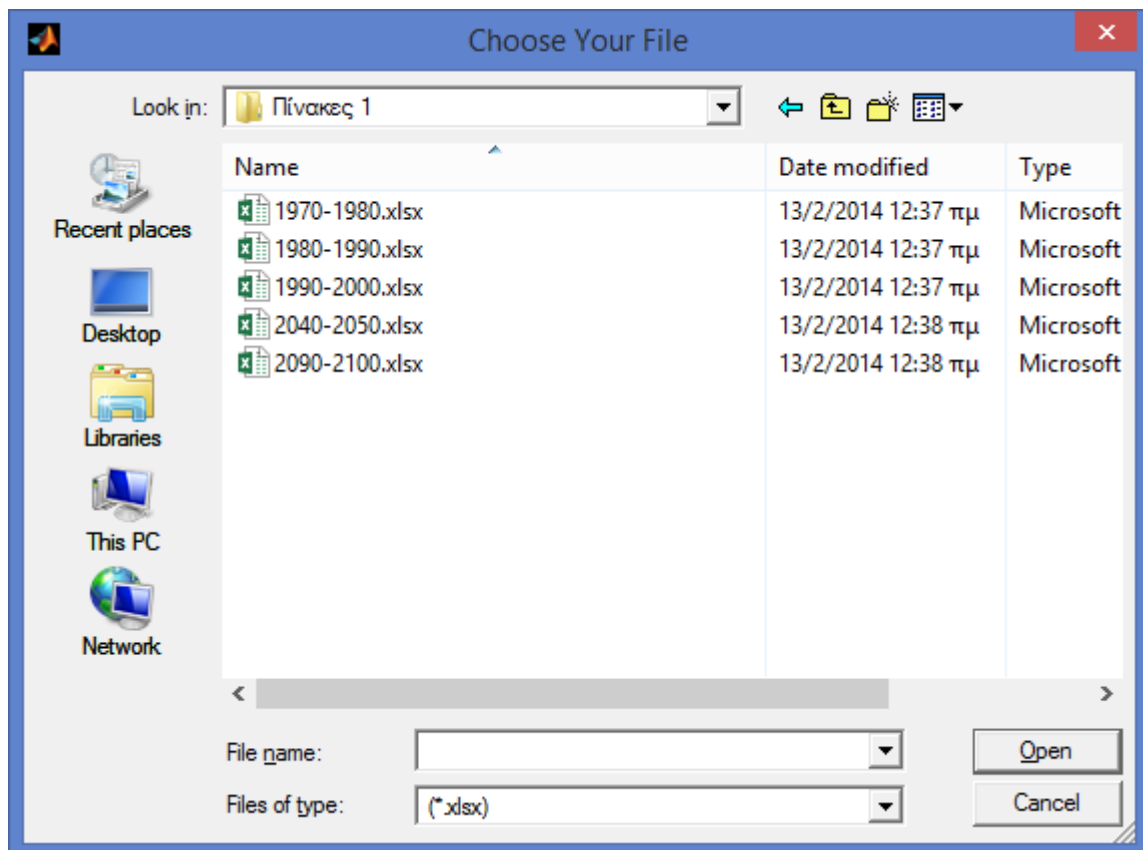 Choose Your File
Look in: Πίνακες 1
Name Date modified Type
1970-1980.xlsx 13/2/2014 12:37 πμ Microsoft
1980-1990.xlsx 13/2/2014 12:37 πμ Microsoft
1990-2000.xlsx 13/2/2014 12:37 πμ Microsoft
2040-2050.xlsx 13/2/2014 12:38 πμ Microsoft
2090-2100.xlsx 13/2/2014 12:38 πμ Microsoft
Recent places
Desktop
Libraries
This PC
Network
File name: Open
Files of type: (*.xlsx) Cancel